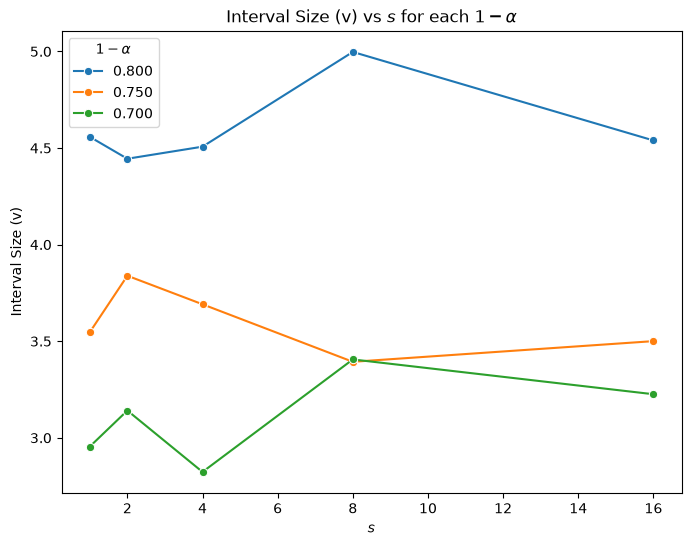 Interval Size (v) vs s for each 1 − α
1 − α
0.800
0.750
0.700
5.0
4.5
4.0
3.5
3.0
Interval Size (v)
2 4 6 8 10 12 14 16
s